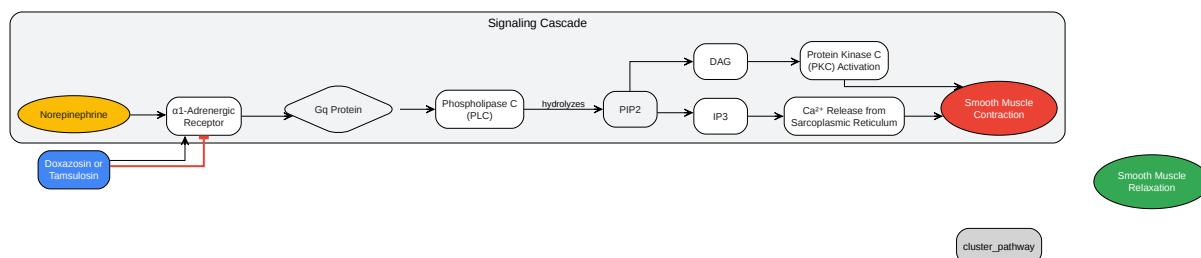 Signaling Cascade
Norepinephrine
α1-Adrenergic
Receptor
Gq Protein
Phospholipase C
(PLC)
hydrolyzes
PIP2
DAG
Protein Kinase C
(PKC) Activation
IP3
Ca²⁺ Release from
Sarcoplasmic Reticulum
Smooth Muscle
Contraction
Doxazosin or
Tamsulosin
Smooth Muscle
Relaxation
cluster_pathway